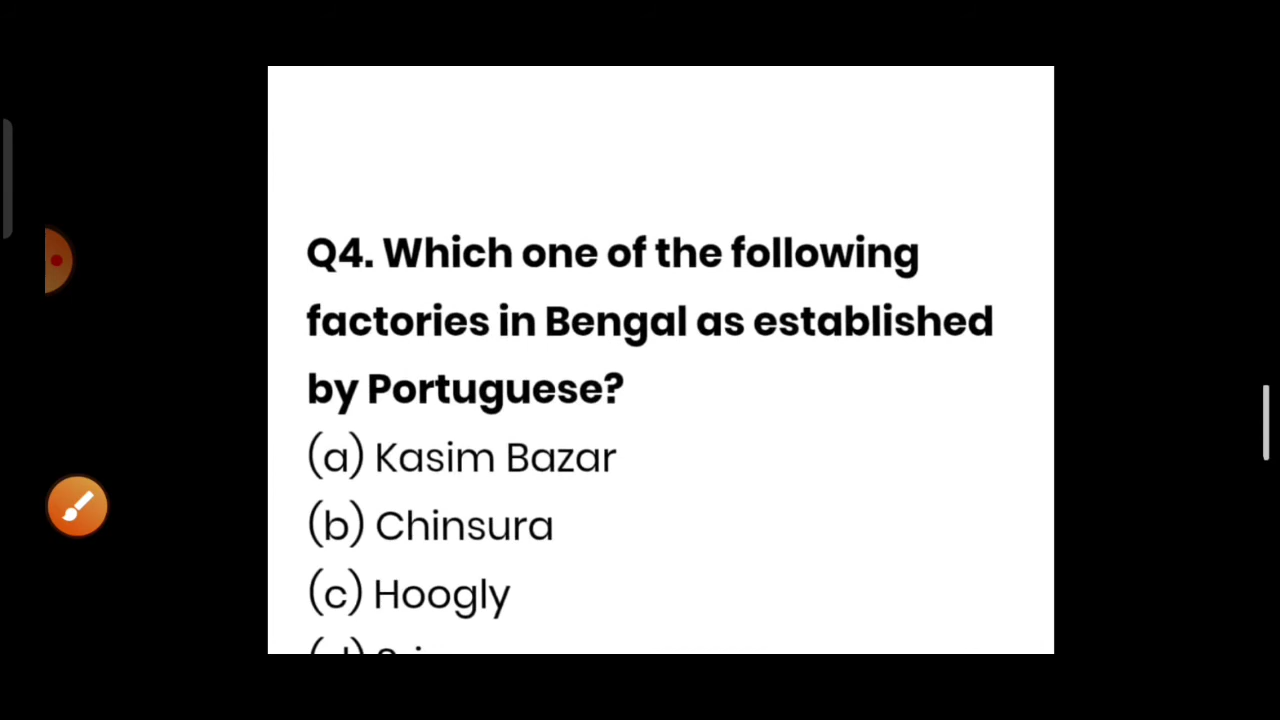 Q4. Which one of the following
factories in Bengal as established
by Portuguese?
(a) Kasim Bazar
(b) Chinsura
(c) Hoogly